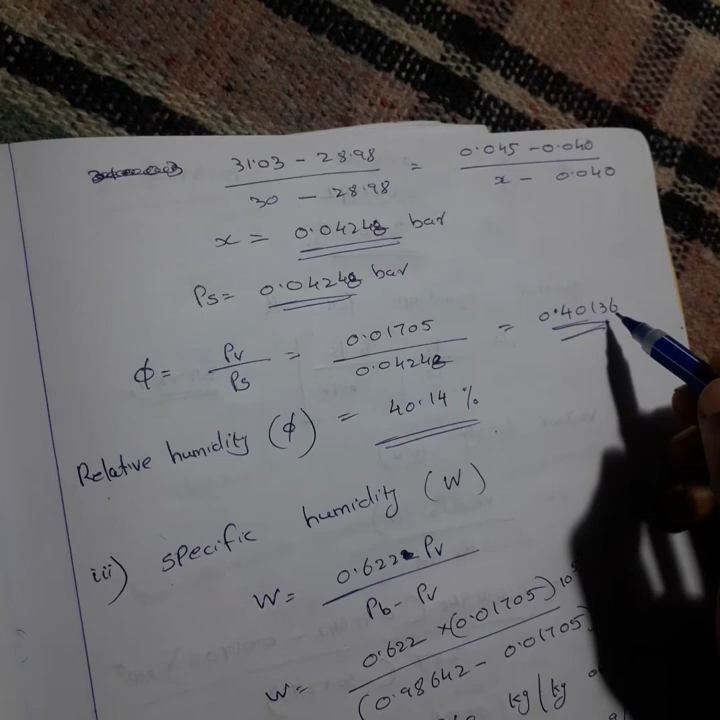 31.03 - 28.98 / 30 - 28.98 = 0.045 - 0.040 / x - 0.040
x = 0.04248 bar
Ps = 0.04248 bar
ϕ = Pv / Ps = 0.01705 / 0.04248 = 0.40136
Relative humidity (ϕ) = 40.14 %
iii) specific humidity (W)
W = 0.622 Pv / Pb - Pv
W = 0.622 × (0.01705) 10 / (0.98642 - 0.01705)
kg/kg